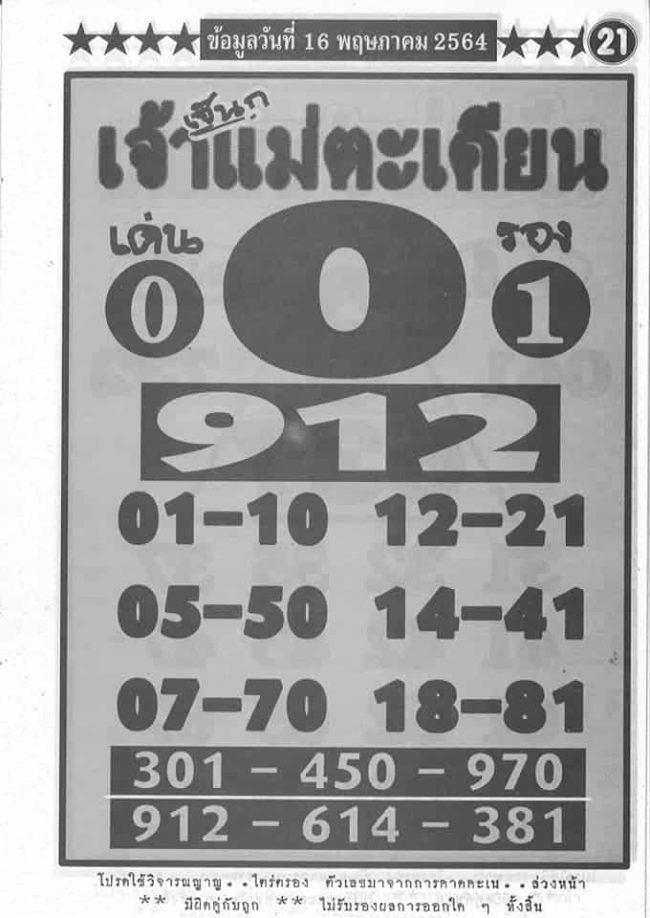 ข้อมูลวันที่ 16 พฤษภาคม 2564 21
เซียนกู
เจ้าแม่ตะเคียน
เด่น รอง
0 0 1
912
01-10 12-21
05-50 14-41
07-70 18-81
301 - 450 - 970
912 - 614 - 381
โปรดใช้วิจารณญาณ..ไตร่ตรอง ตัวเลขมาจากการคาดคะเน..ล่วงหน้า
** มีผิดคู่กับถูก ** ไม่รับรองผลการออกใด ๆ ทั้งสิ้น